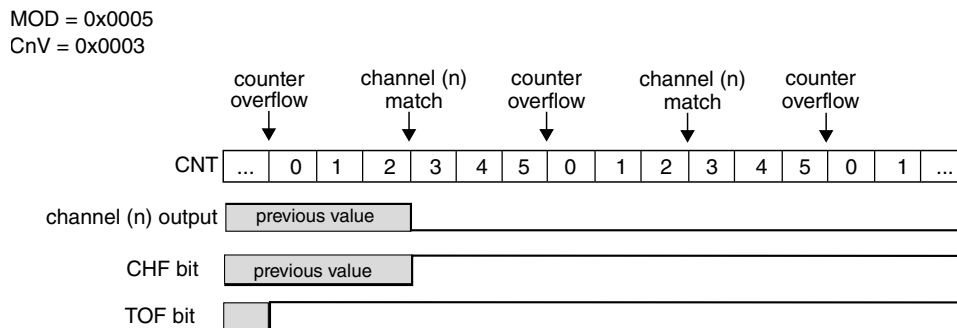 MOD = 0x0005
CnV = 0x0003
counter overflow
channel (n) match
counter overflow
channel (n) match
counter overflow
CNT ... 0 1 2 3 4 5 0 1 2 3 4 5 0 1 ...
channel (n) output previous value
CHF bit previous value
TOF bit